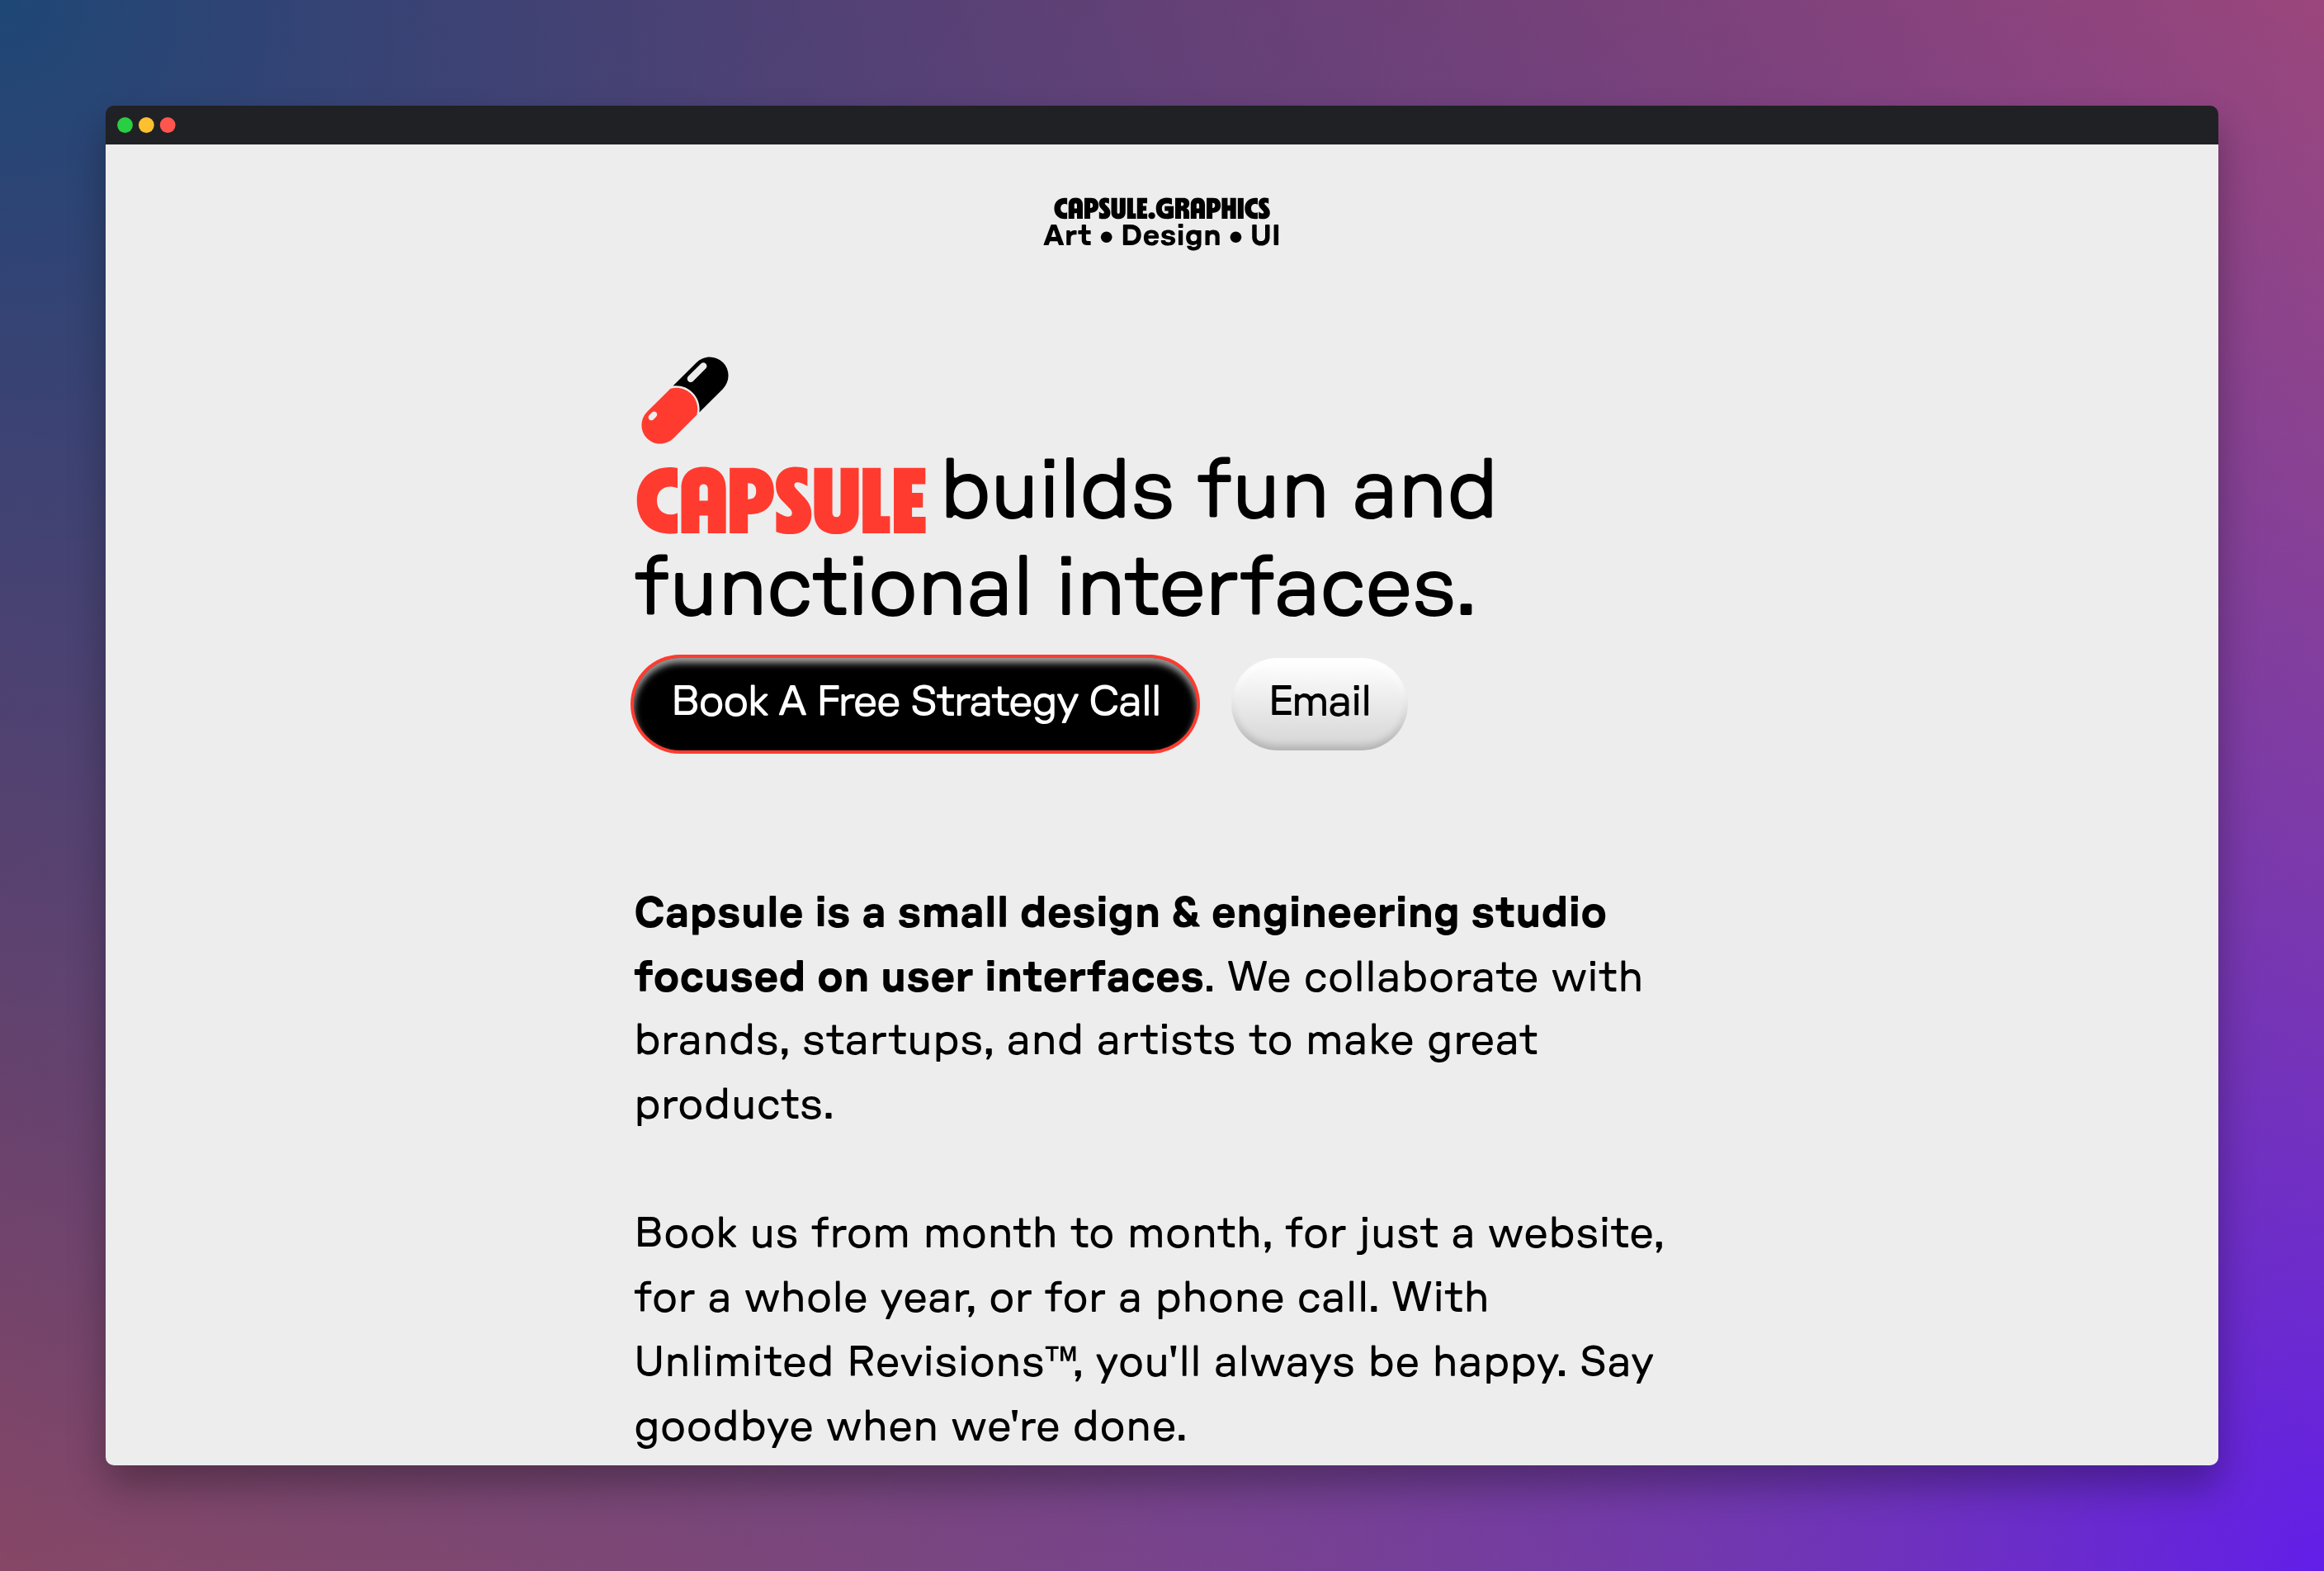 CAPSULE.GRAPHICS
Art • Design • UI
CAPSULE builds fun and
functional interfaces.
Book A Free Strategy Call
Email
Capsule is a small design & engineering studio
focused on user interfaces. We collaborate with
brands, startups, and artists to make great
products.
Book us from month to month, for just a website,
for a whole year, or for a phone call. With
Unlimited Revisions™, you'll always be happy. Say
goodbye when we're done.